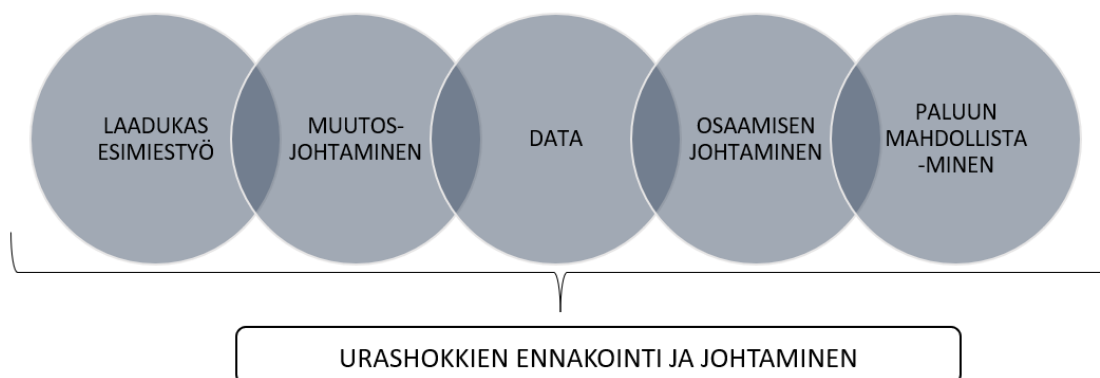 LAADUKAS
ESIMIESTYÖ
MUUTOS-
JOHTAMINEN
DATA
OSAAMISEN
JOHTAMINEN
PALUUN
MAHDOLLISTA
-MINEN
URASHOKKIEN ENNAKOINTI JA JOHTAMINEN